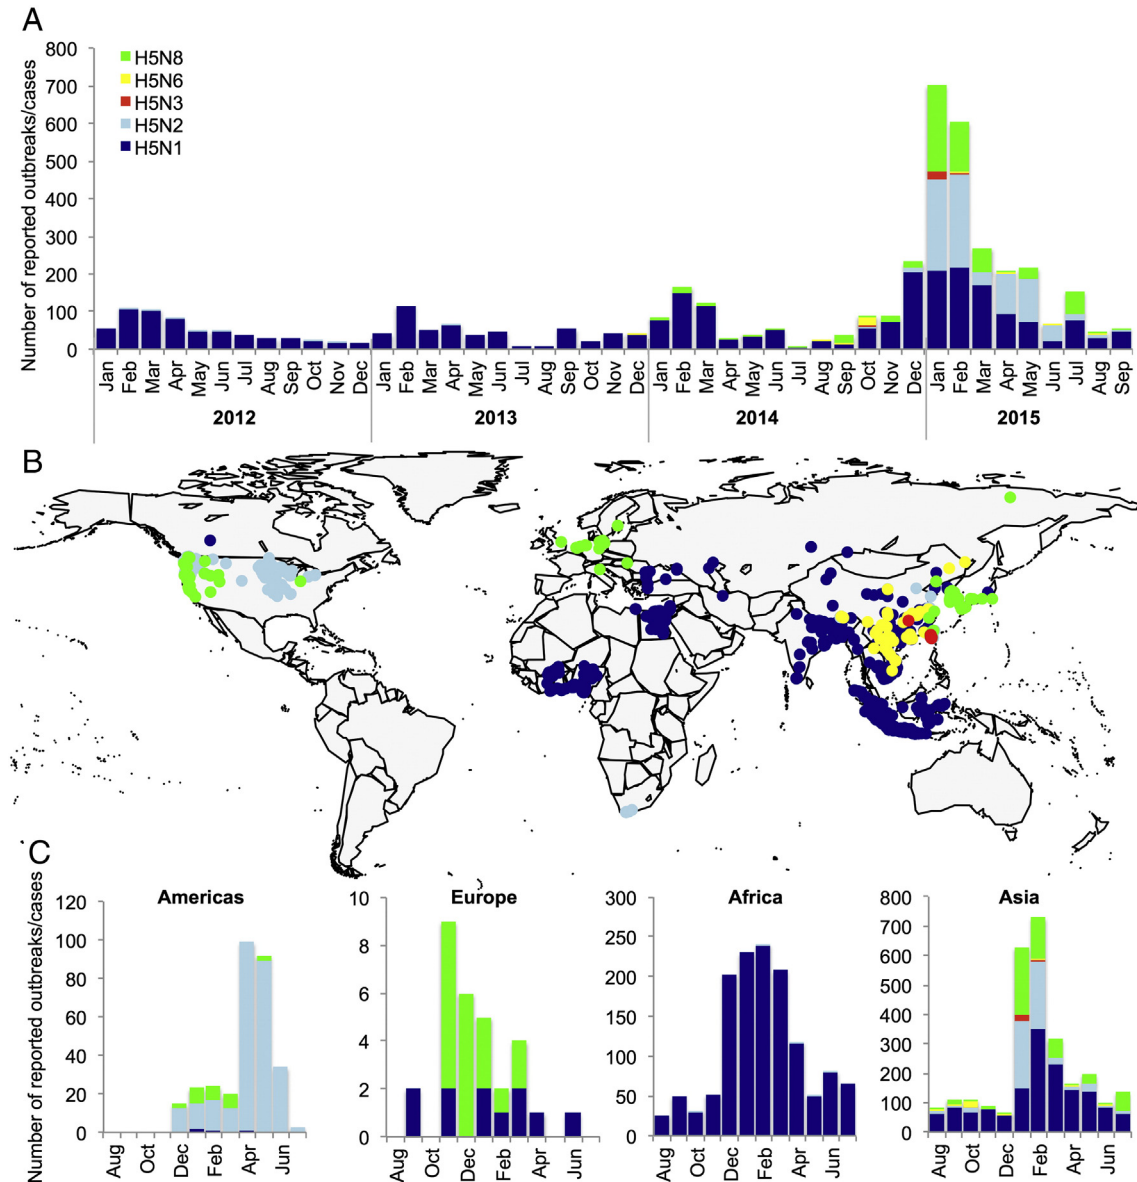 A
Number of reported outbreaks/cases
800
700
600
500
400
300
200
100
0
H5N8
H5N6
H5N3
H5N2
H5N1
Jan Feb Mar Apr May Jun Jul Aug Sep Oct Nov Dec Jan Feb Mar Apr May Jun Jul Aug Sep Oct Nov Dec Jan Feb Mar Apr May Jun Jul Aug Sep Oct Nov Dec Jan Feb Mar Apr May Jun Jul Aug Sep
2012 2013 2014 2015
B
C
Number of reported outbreaks/cases
Americas
120
100
80
60
40
20
0
Aug Oct Dec Feb Apr Jun
Europe
10
8
6
4
2
0
Aug Oct Dec Feb Apr Jun
Africa
300
250
200
150
100
50
0
Aug Oct Dec Feb Apr Jun
Asia
800
700
600
500
400
300
200
100
0
Aug Oct Dec Feb Apr Jun